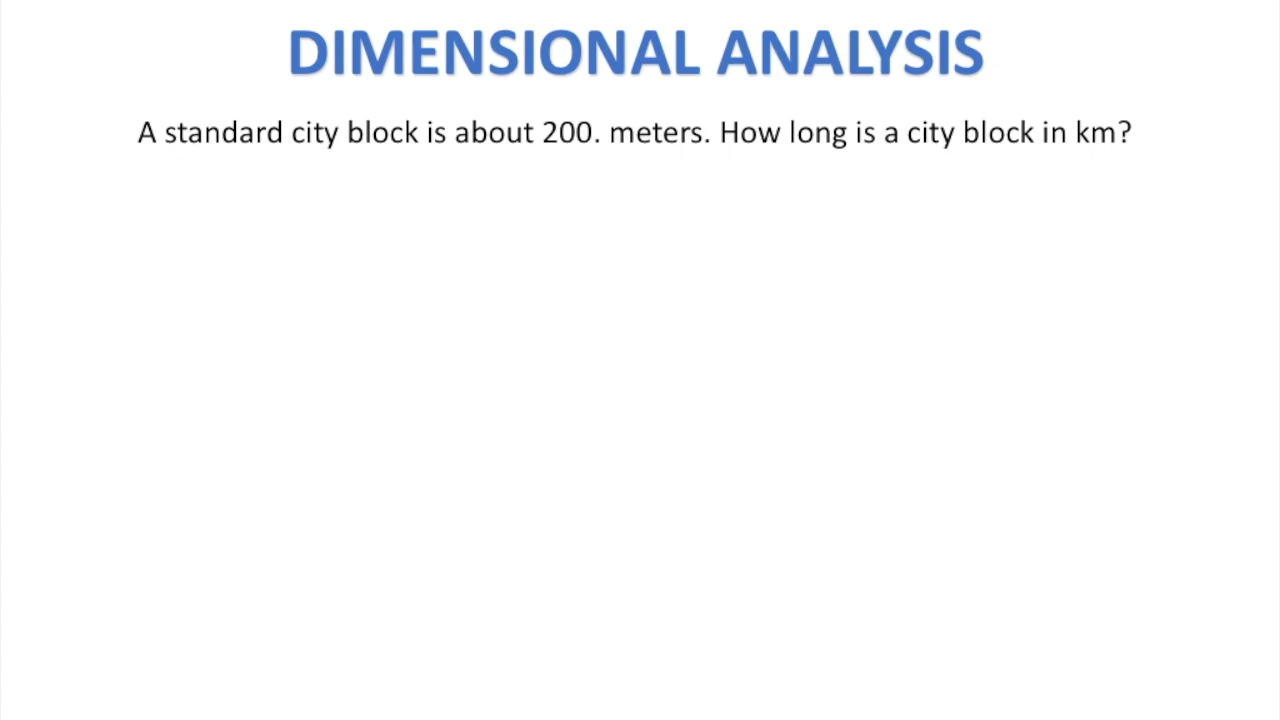 DIMENSIONAL ANALYSIS
A standard city block is about 200. meters. How long is a city block in km?